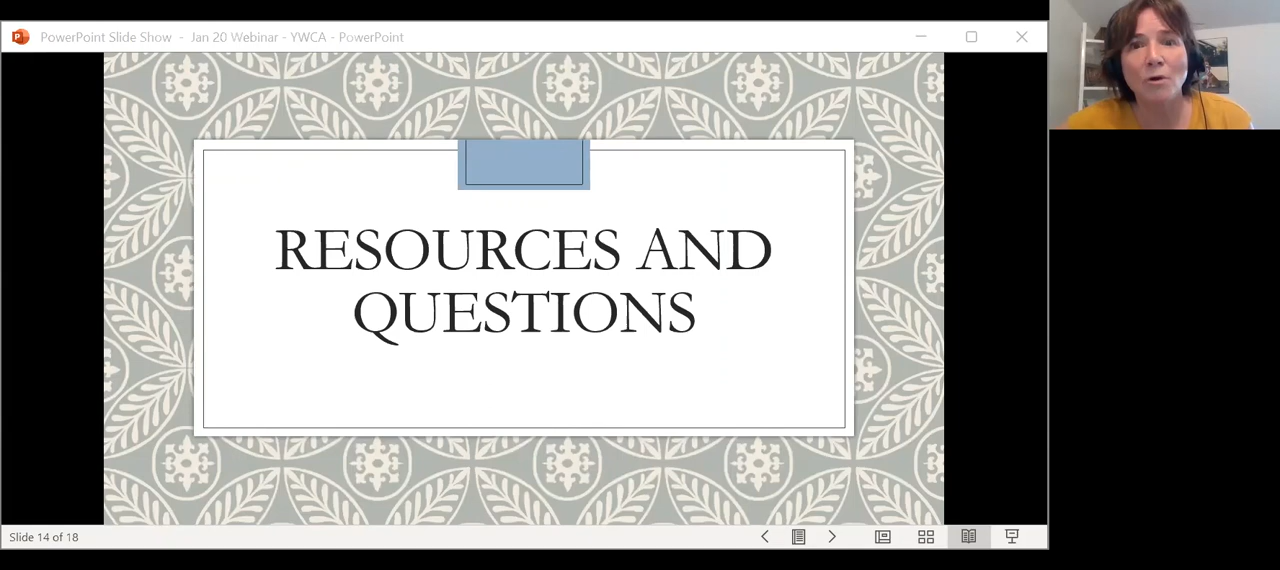 PowerPoint Slide Show - Jan 20 Webinar - YWCA - PowerPoint
RESOURCES AND
QUESTIONS
Slide 14 of 18